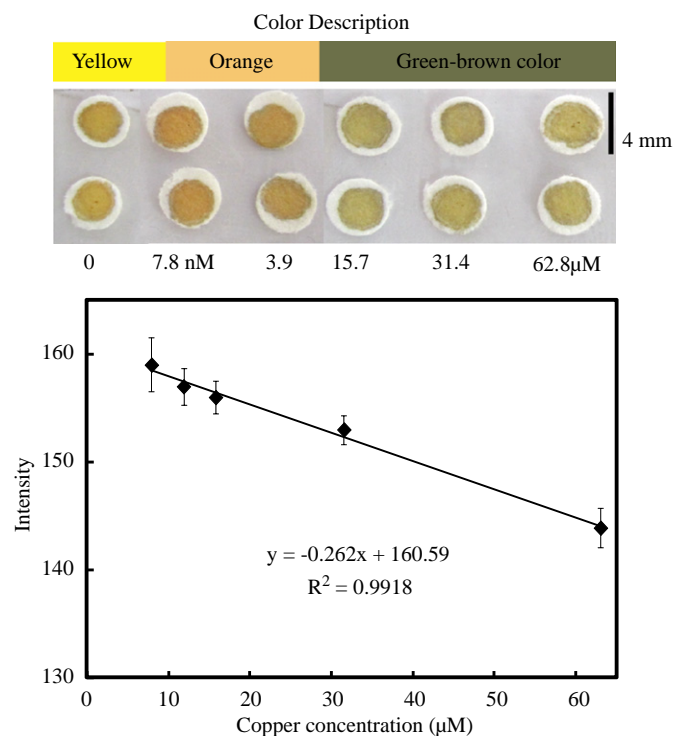 Color Description
Yellow Orange Green-brown color
4 mm
0 7.8 nM 3.9 15.7 31.4 62.8µM
160
150
140
130
Intensity
y = -0.262x + 160.59
R² = 0.9918
0 10 20 30 40 50 60
Copper concentration (µM)